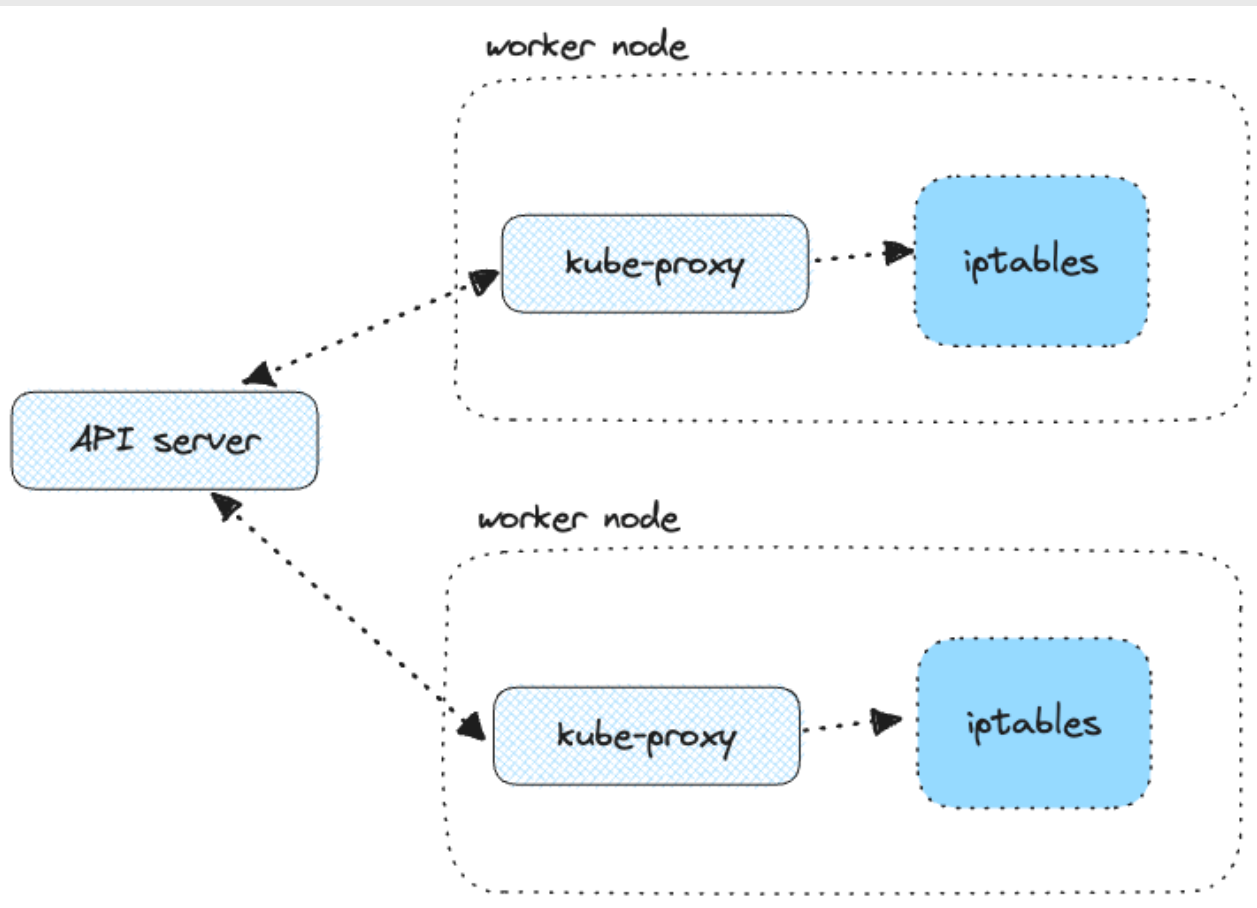 worker node
kube-proxy
iptables
API server
worker node
kube-proxy
iptables